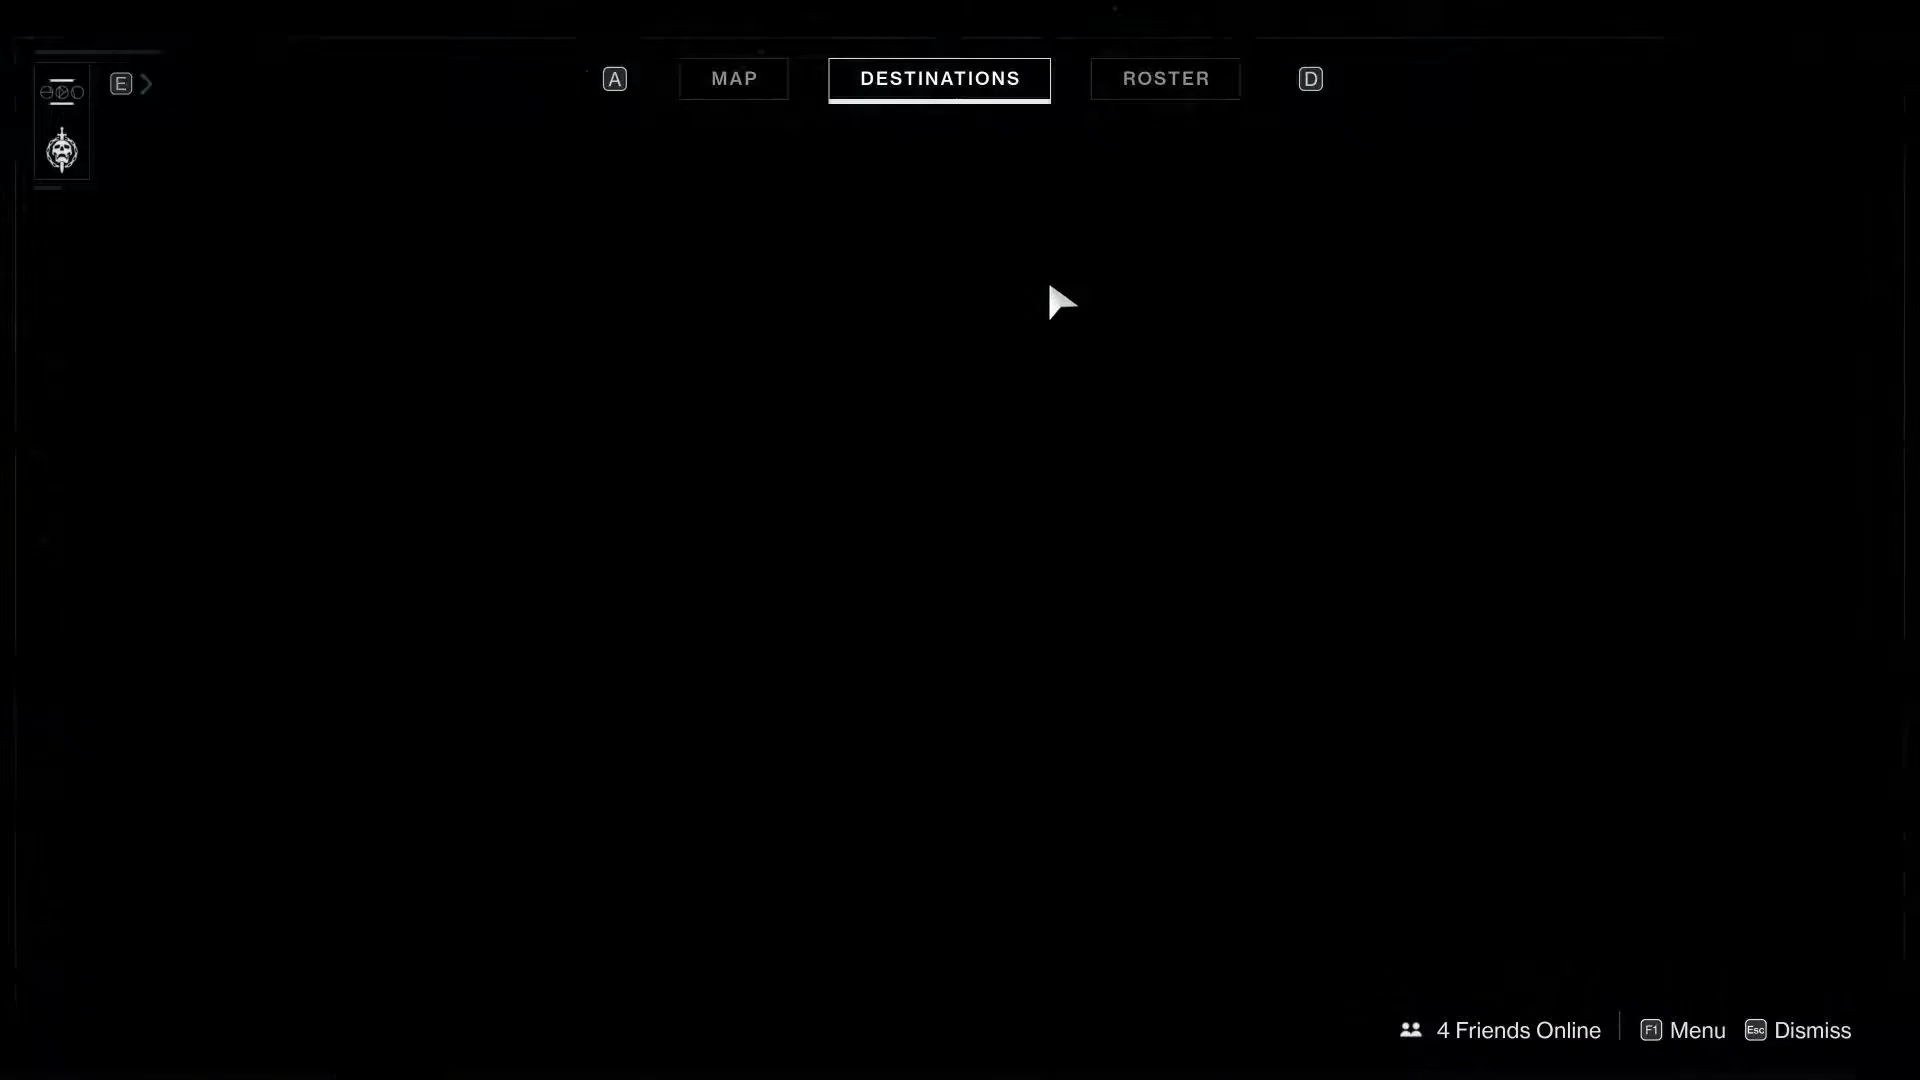 E
A
MAP
DESTINATIONS
ROSTER
D
4 Friends Online
F1 Menu
Esc Dismiss